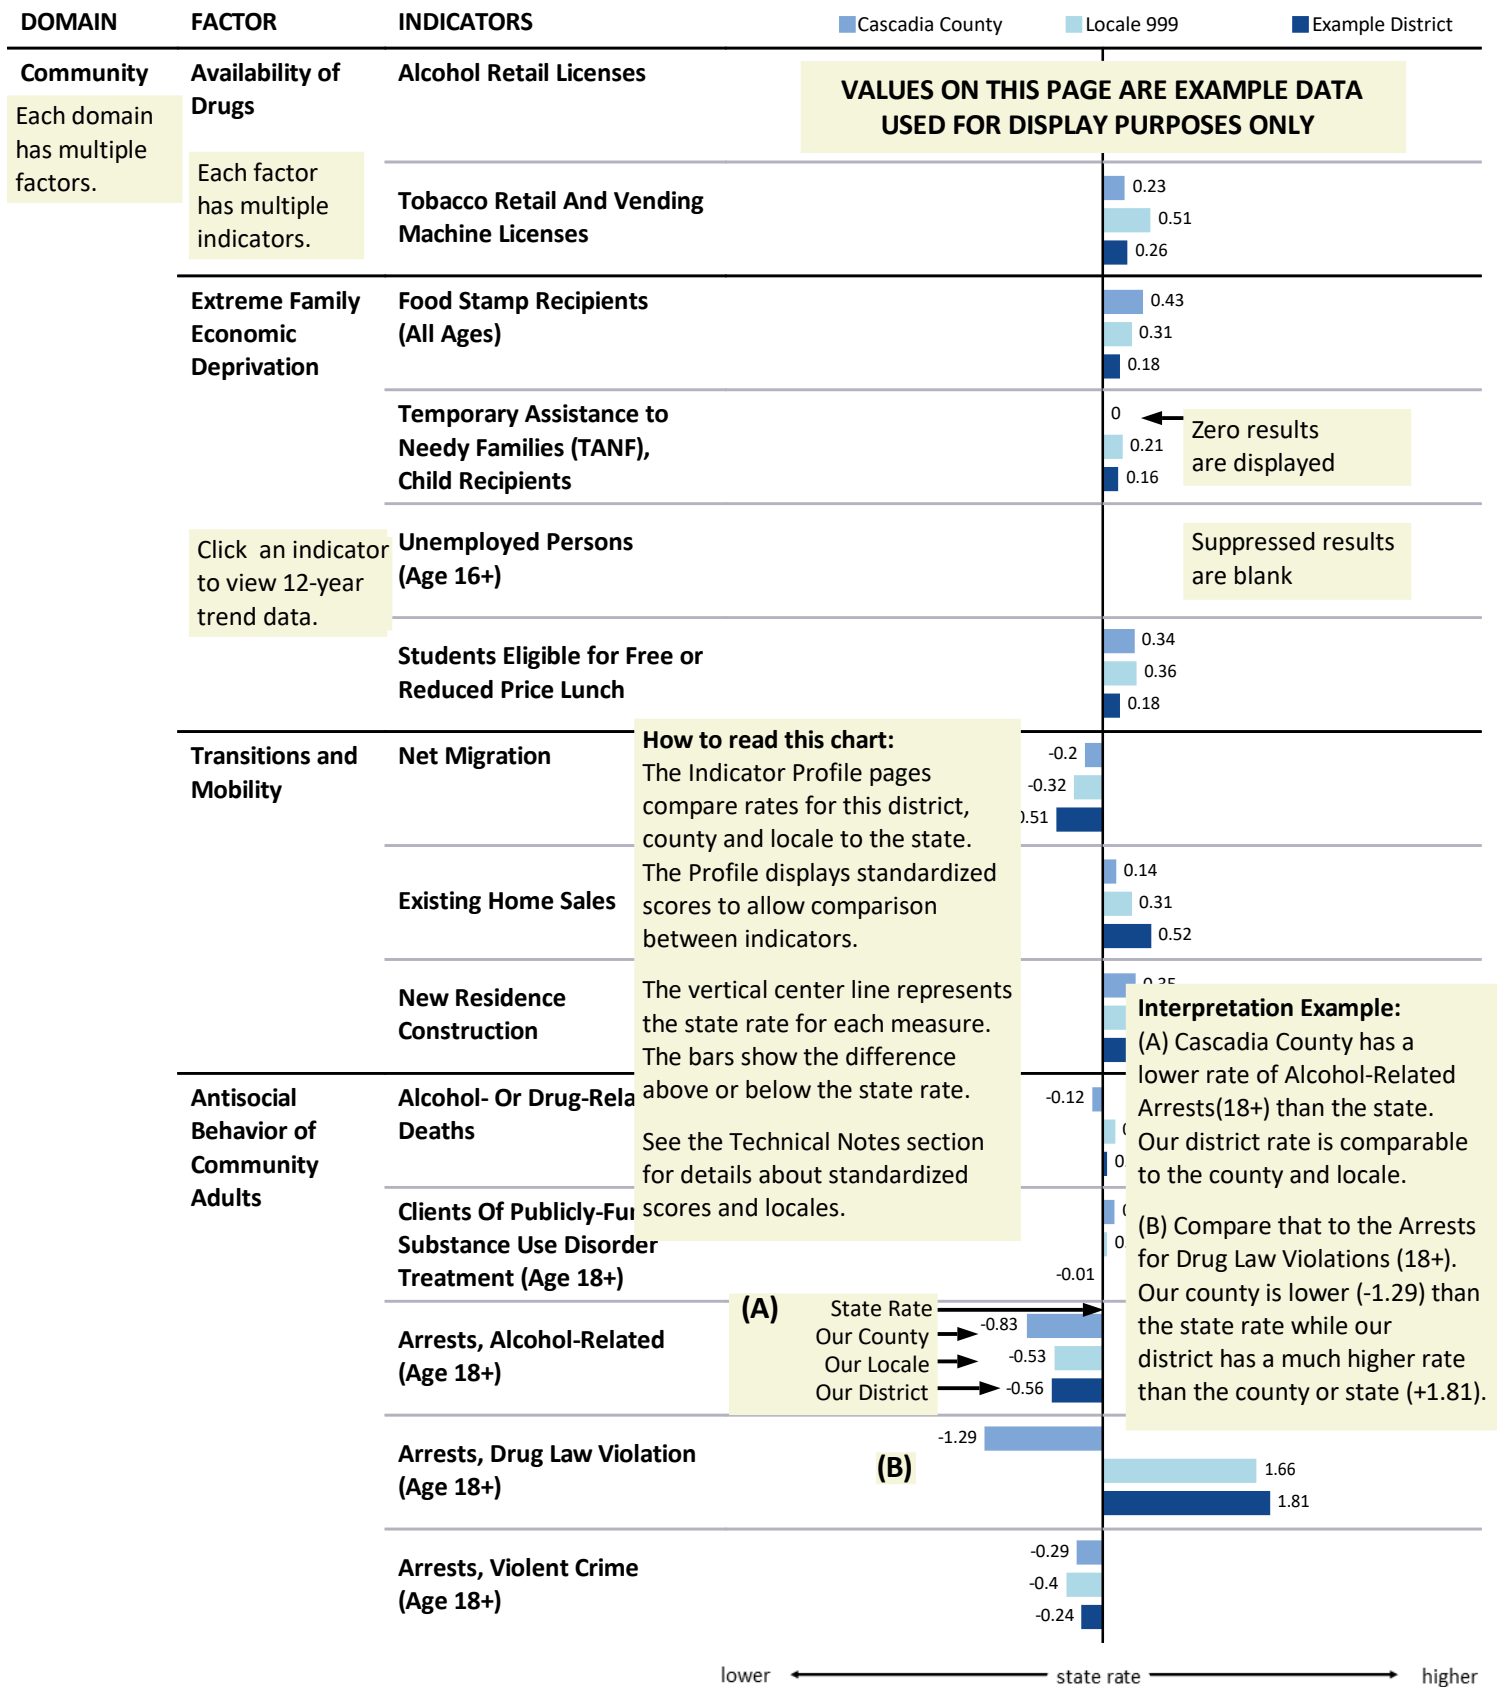 DOMAIN FACTOR INDICATORS Cascadia County Locale 999 Example District
Community
Each domain
has multiple
factors.
Availability of
Drugs
Each factor
has multiple
indicators.
Alcohol Retail Licenses
VALUES ON THIS PAGE ARE EXAMPLE DATA
USED FOR DISPLAY PURPOSES ONLY
Tobacco Retail And Vending
Machine Licenses
0.23
0.51
0.26
Extreme Family
Economic
Deprivation
Food Stamp Recipients
(All Ages)
0.43
0.31
0.18
Temporary Assistance to
Needy Families (TANF),
Child Recipients
0
0.21
0.16
Zero results
are displayed
Click an indicator
to view 12-year
trend data.
Unemployed Persons
(Age 16+)
Suppressed results
are blank
Students Eligible for Free or
Reduced Price Lunch
0.34
0.36
0.18
Transitions and
Mobility
Net Migration
-0.2
-0.32
.51
How to read this chart:
The Indicator Profile pages
compare rates for this district,
county and locale to the state.
The Profile displays standardized
scores to allow comparison
between indicators.
The vertical center line represents
the state rate for each measure.
The bars show the difference
above or below the state rate.
See the Technical Notes section
for details about standardized
scores and locales.
Existing Home Sales
0.14
0.31
0.52
New Residence
Construction
0.35
Interpretation Example:
(A) Cascadia County has a
lower rate of Alcohol-Related
Arrests(18+) than the state.
Our district rate is comparable
to the county and locale.
(B) Compare that to the Arrests
for Drug Law Violations (18+).
Our county is lower (-1.29) than
the state rate while our
district has a much higher rate
than the county or state (+1.81).
Antisocial
Behavior of
Community
Adults
Alcohol- Or Drug-Rela
Deaths
-0.12
0.
Clients Of Publicly-Fu
Substance Use Disorder
Treatment (Age 18+)
0.
-0.01
Arrests, Alcohol-Related
(Age 18+)
(A) State Rate
Our County
Our Locale
Our District
-0.83
-0.53
-0.56
Arrests, Drug Law Violation
(Age 18+)
(B)
-1.29
1.66
1.81
Arrests, Violent Crime
(Age 18+)
-0.29
-0.4
-0.24
lower state rate higher